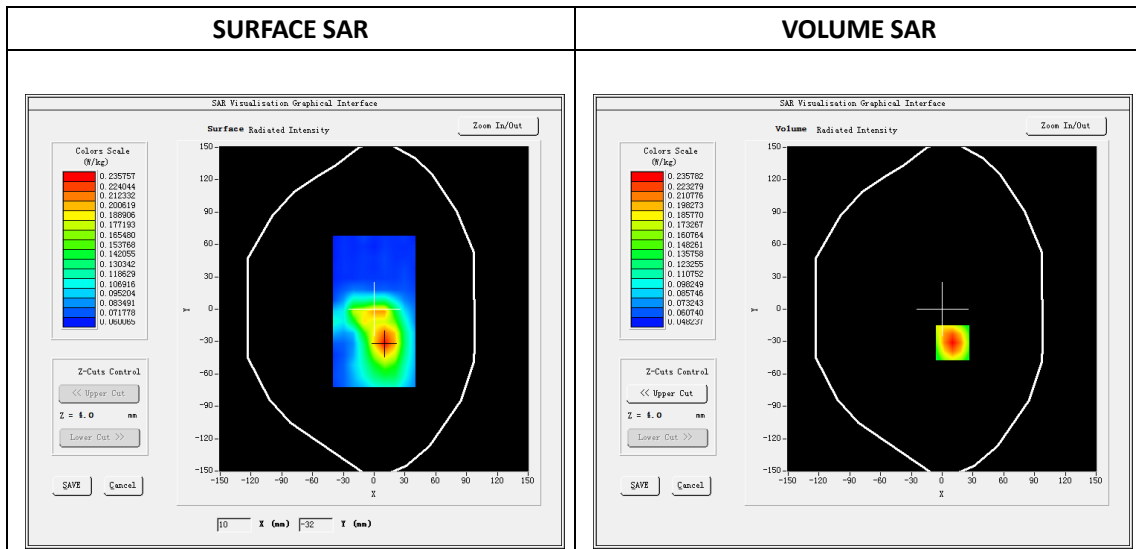 SURFACE SAR
VOLUME SAR
SAR Visualisation Graphical Interface
Surface Radiated Intensity
Zoom In/Out
Colors Scale
(W/kg)
0.235757
0.224044
0.212332
0.200619
0.188906
0.177193
0.165480
0.153768
0.142055
0.130342
0.118629
0.106916
0.095204
0.083491
0.071778
0.060065
Z-Cuts Control
<< Upper Cut
Z = 4.0 mm
Lower Cut >>
SAVE
Cancel
150
120
90
60
30
0
-30
-60
-90
-120
-150
Y
-150 -120 -90 -60 -30 0 30 60 90 120 150
X
10 X (mm) -32 Y (mm)
SAR Visualisation Graphical Interface
Volume Radiated Intensity
Zoom In/Out
Colors Scale
(W/kg)
0.235782
0.223279
0.210776
0.198273
0.185770
0.173267
0.160764
0.148261
0.135758
0.123255
0.110752
0.098249
0.085746
0.073243
0.060740
0.048237
Z-Cuts Control
<< Upper Cut
Z = 4.0 mm
Lower Cut >>
SAVE
Cancel
150
120
90
60
30
0
-30
-60
-90
-120
-150
Y
-150 -120 -90 -60 -30 0 30 60 90 120 150
X